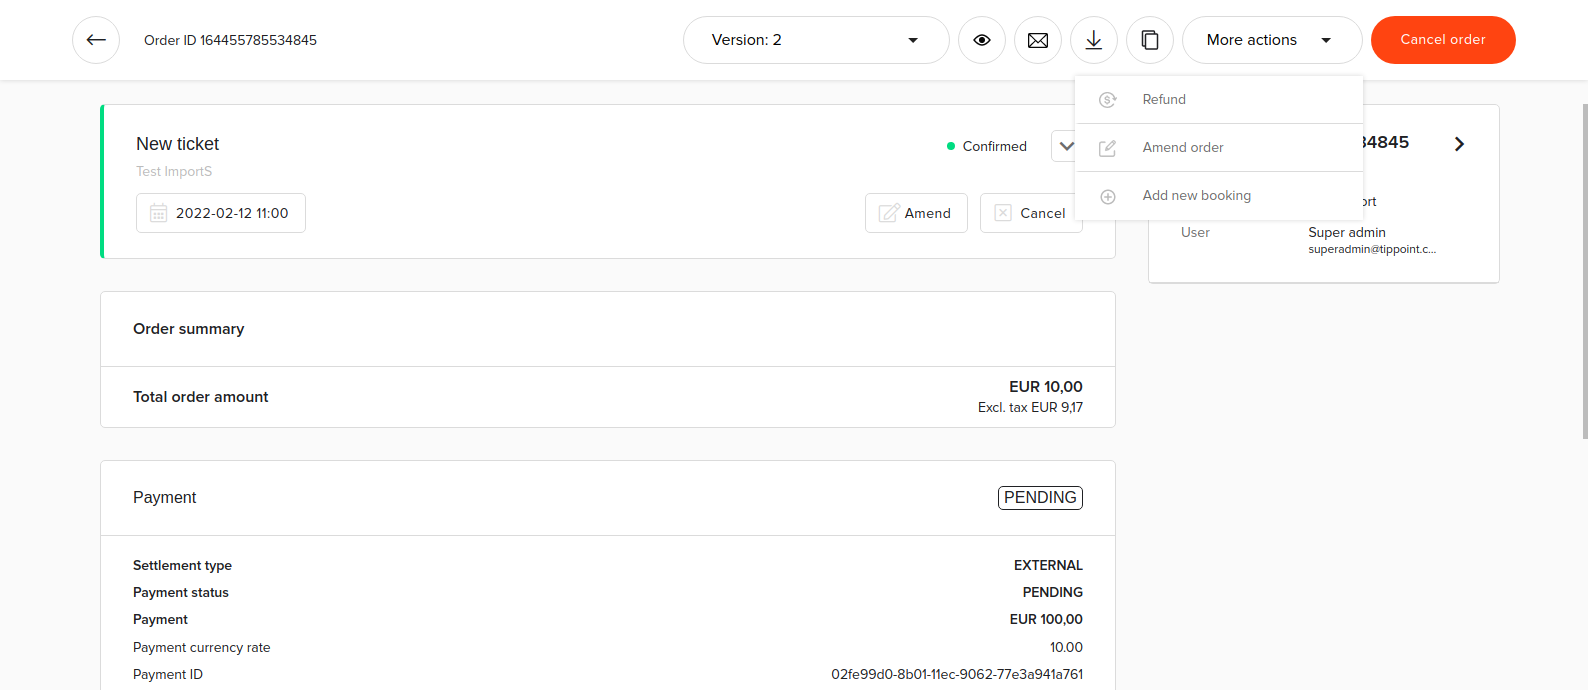 Order ID 164455785534845
Version: 2
More actions
Cancel order
Refund
Amend order
Add new booking
New ticket
Confirmed
Test ImportS
2022-02-12 11:00
Amend
Cancel
34845
ort
User
Super admin
superadmin@tippoint.c...
Order summary
Total order amount
EUR 10,00
Excl. tax EUR 9,17
Payment
PENDING
Settlement type
EXTERNAL
Payment status
PENDING
Payment
EUR 100,00
Payment currency rate
10.00
Payment ID
02fe99d0-8b01-11ec-9062-77e3a941a761